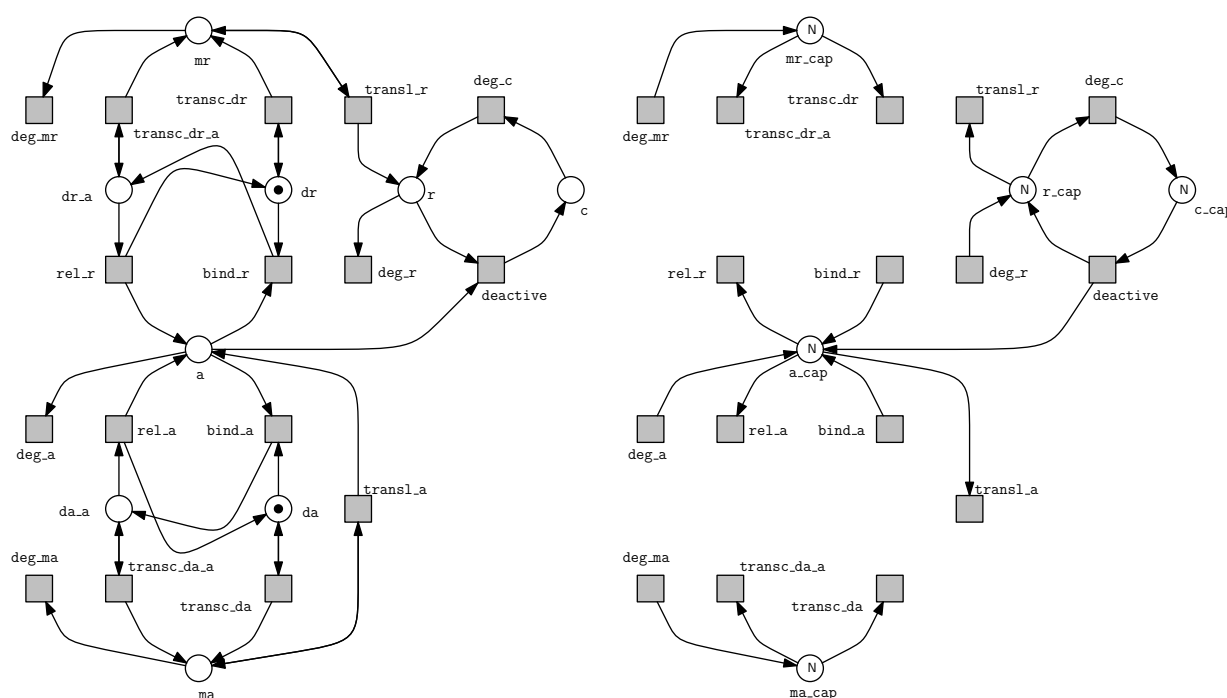 mr
transc_dr
transl_r
deg_c
deg_mr
transc_dr_a
dr_a
dr
r
c
rel_r
bind_r
deg_r
deactive
a
rel_a
bind_a
deg_a
transl_a
da_a
da
deg_ma
transc_da_a
transc_da
ma
N
mr_cap
deg_c
transl_r
transc_dr
deg_mr
transc_dr_a
N
r_cap
N
c_cap
rel_r
bind_r
deg_r
deactive
N
a_cap
rel_a
bind_a
deg_a
transl_a
deg_ma
transc_da_a
transc_da
N
ma_cap